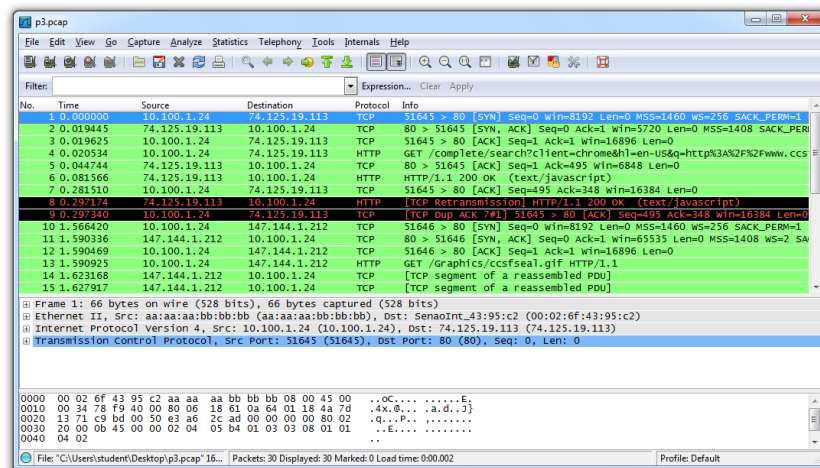 p3.pcap
File Edit View Go Capture Analyze Statistics Telephony Tools Internals Help
Filter: Expression... Clear Apply
No. Time Source Destination Protocol Info
1 0.000000 10.100.1.24 74.125.19.113 TCP 51645 > 80 [SYN] Seq=0 Win=8192 Len=0 MSS=1460 WS=256 SACK_PERM=1
2 0.019445 74.125.19.113 10.100.1.24 TCP 80 > 51645 [SYN, ACK] Seq=0 Ack=1 Win=5720 Len=0 MSS=1408 SACK_PER
3 0.019625 10.100.1.24 74.125.19.113 TCP 51645 > 80 [ACK] Seq=1 Ack=1 Win=16896 Len=0
4 0.020534 10.100.1.24 74.125.19.113 HTTP GET /complete/search?client=chrome&hl=en-US&q=http%3A%2F%2Fwww.ccs
5 0.044744 74.125.19.113 10.100.1.24 TCP 80 > 51645 [ACK] Seq=1 Ack=495 Win=6848 Len=0
6 0.081566 74.125.19.113 10.100.1.24 HTTP HTTP/1.1 200 OK (text/javascript)
7 0.281510 10.100.1.24 74.125.19.113 TCP 51645 > 80 [ACK] Seq=495 Ack=348 Win=16384 Len=0
8 0.297174 74.125.19.113 10.100.1.24 HTTP [TCP Retransmission] HTTP/1.1 200 OK (text/javascript)
9 0.297340 10.100.1.24 74.125.19.113 TCP [TCP Dup ACK 7#1] 51645 > 80 [ACK] Seq=495 Ack=348 Win=16384 Len=0
10 1.566420 10.100.1.24 147.144.1.212 TCP 51646 > 80 [SYN] Seq=0 Win=8192 Len=0 MSS=1460 WS=256 SACK_PERM=1
11 1.590336 147.144.1.212 10.100.1.24 TCP 80 > 51646 [SYN, ACK] Seq=0 Ack=1 Win=65535 Len=0 MSS=1408 WS=2 SA
12 1.590469 10.100.1.24 147.144.1.212 TCP 51646 > 80 [ACK] Seq=1 Ack=1 Win=16896 Len=0
13 1.590925 10.100.1.24 147.144.1.212 HTTP GET /Graphics/ccsfseal.gif HTTP/1.1
14 1.623168 147.144.1.212 10.100.1.24 TCP [TCP segment of a reassembled PDU]
15 1.627917 147.144.1.212 10.100.1.24 TCP [TCP segment of a reassembled PDU]
Frame 1: 66 bytes on wire (528 bits), 66 bytes captured (528 bits)
Ethernet II, Src: aa:aa:aa:bb:bb:bb (aa:aa:aa:bb:bb:bb), Dst: SenaoInt_43:95:c2 (00:02:6f:43:95:c2)
Internet Protocol Version 4, Src: 10.100.1.24 (10.100.1.24), Dst: 74.125.19.113 (74.125.19.113)
Transmission Control Protocol, Src Port: 51645 (51645), Dst Port: 80 (80), Seq: 0, Len: 0
0000 00 02 6f 43 95 c2 aa aa aa bb bb bb 08 00 45 00 ..oC.... ......E.
0010 00 34 78 f9 40 00 80 06 18 61 0a 64 01 18 4a 7d .4x.@... .a.d..J}
0020 13 71 c9 bd 00 50 e3 a6 2c ad 00 00 00 00 80 02 .q...P.. ,.......
0030 20 00 0b 45 00 00 02 04 05 b4 01 03 03 08 01 01 ..E.... ........
0040 04 02 ..
File: "C:\Users\student\Desktop\p3.pcap" 16... Packets: 30 Displayed: 30 Marked: 0 Load time: 0:00.002 Profile: Default